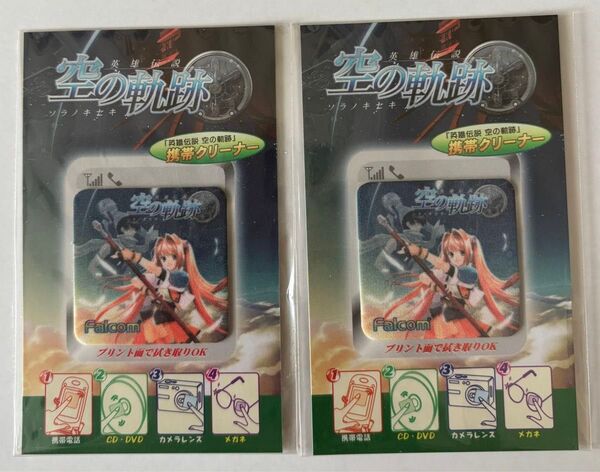 英雄伝説
空の軌跡
ソラノキセキ
「英雄伝説 空の軌跡」
携帯クリーナー
空の軌跡
Falcom
プリント面で拭き取りOK
1 2 3 4
携帯電話 CD・DVD カメラレンズ メガネ
英雄伝説
空の軌跡
ソラノキセキ
「英雄伝説 空の軌跡」
携帯クリーナー
空の軌跡
Falcom
プリント面で拭き取りOK
1 2 3 4
携帯電話 CD・DVD カメラレンズ メガネ